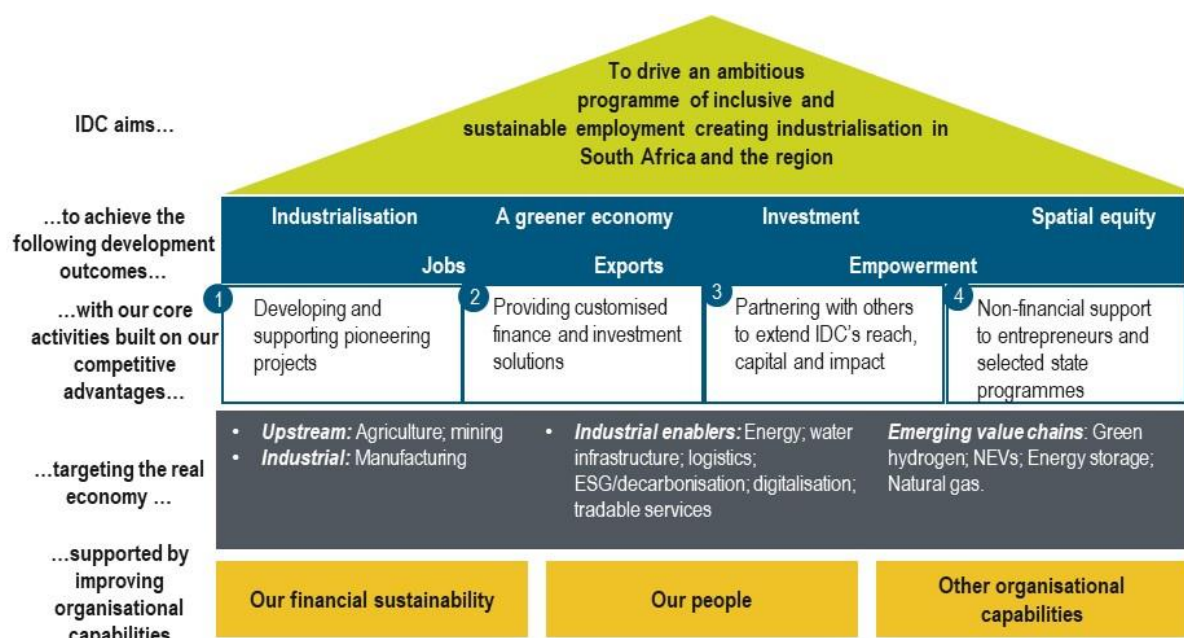 To drive an ambitious
programme of inclusive and
sustainable employment creating industrialisation in
South Africa and the region
IDC aims…
…to achieve the
following development
outcomes…
Industrialisation
A greener economy
Investment
Spatial equity
Jobs
Exports
Empowerment
…with our core
activities built on our
competitive
advantages…
1
Developing and
supporting pioneering
projects
2
Providing customised
finance and investment
solutions
3
Partnering with others
to extend IDC's reach,
capital and impact
4
Non-financial support
to entrepreneurs and
selected state
programmes
…targeting the real
economy …
• Upstream: Agriculture; mining
• Industrial: Manufacturing
• Industrial enablers: Energy; water
infrastructure; logistics;
ESG/decarbonisation; digitalisation;
tradable services
Emerging value chains: Green
hydrogen; NEVs; Energy storage;
Natural gas.
…supported by
improving
organisational
capabilities
Our financial sustainability
Our people
Other organisational
capabilities